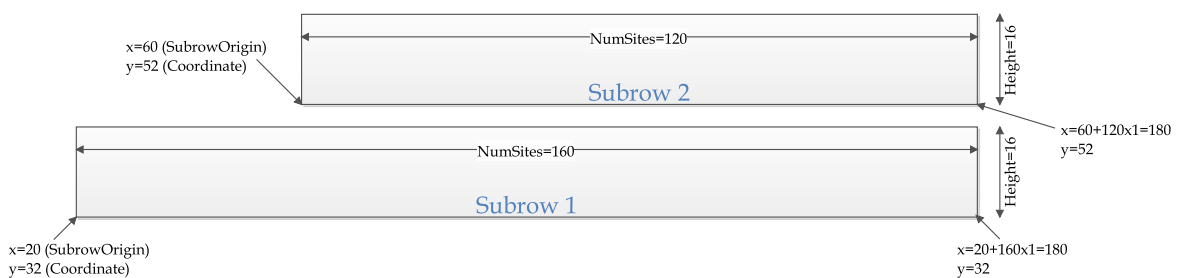 NumSites=120
x=60 (SubrowOrigin)
y=52 (Coordinate)
Height=16
Subrow 2
x=60+120x1=180
y=52
NumSites=160
Height=16
Subrow 1
x=20 (SubrowOrigin)
y=32 (Coordinate)
x=20+160x1=180
y=32